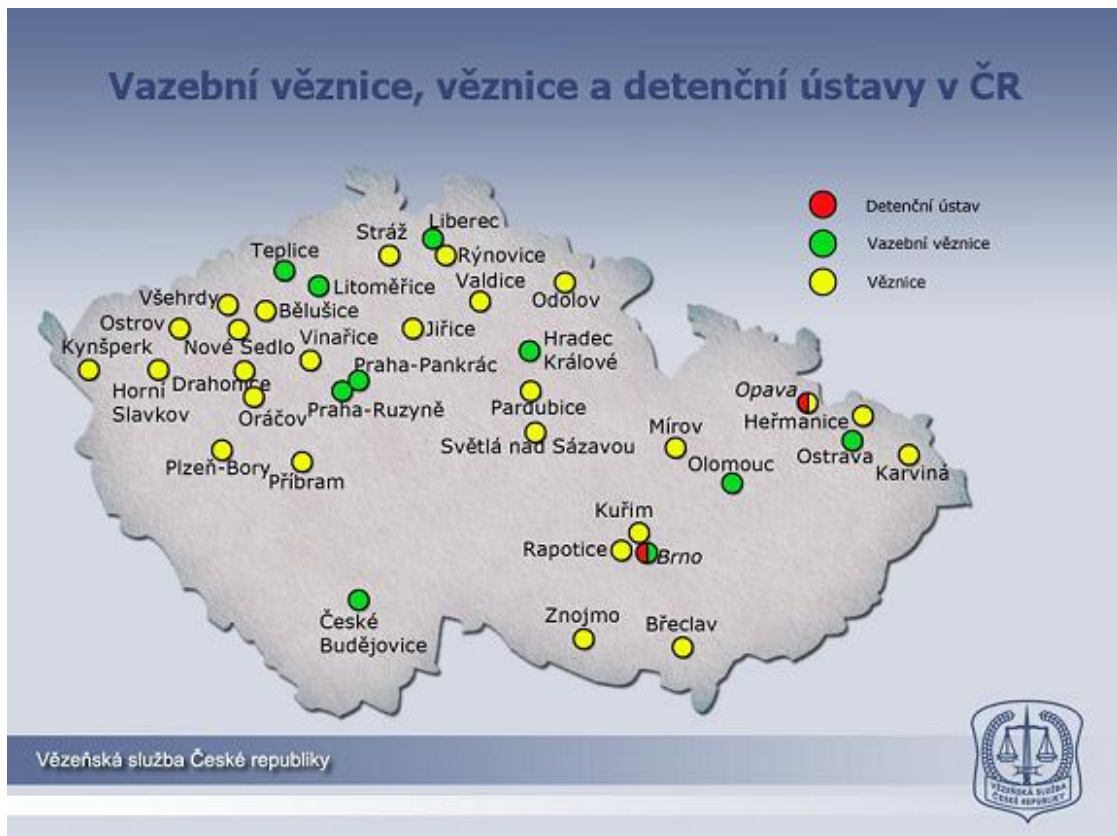 Vazební věznice, věznice a detenční ústavy v ČR
Detenční ústav
Vazební věznice
Věznice
Liberec
Stráž
Rýnovice
Teplice
Valdice
Litoměřice
Odolov
Všehrdy
Bělušice
Ostrov
Nové Sedlo
Vinařice
Jiřice
Hradec
Králové
Kynšperk
Praha-Pankrác
Horní
Slavkov
Drahonice
Oráčov
Praha-Ruzyně
Pardubice
Opava
Heřmanice
Světlá nad Sázavou
Mírov
Ostrava
Karviná
Plzeň-Bory
Příbram
Olomouc
Kuřim
Rapotice
Brno
České
Budějovice
Znojmo
Břeclav
Vězeňská služba České republiky
VĚZEŇSKÁ SLUŽBA
ČESKÉ REPUBLIKY